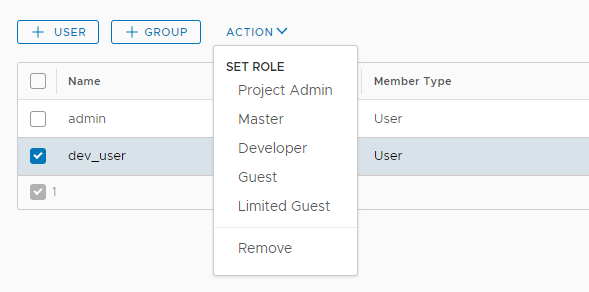 + USER + GROUP ACTION
SET ROLE
Name Member Type
Project Admin
admin Master User
Developer
dev_user User
Guest
1
Limited Guest
Remove